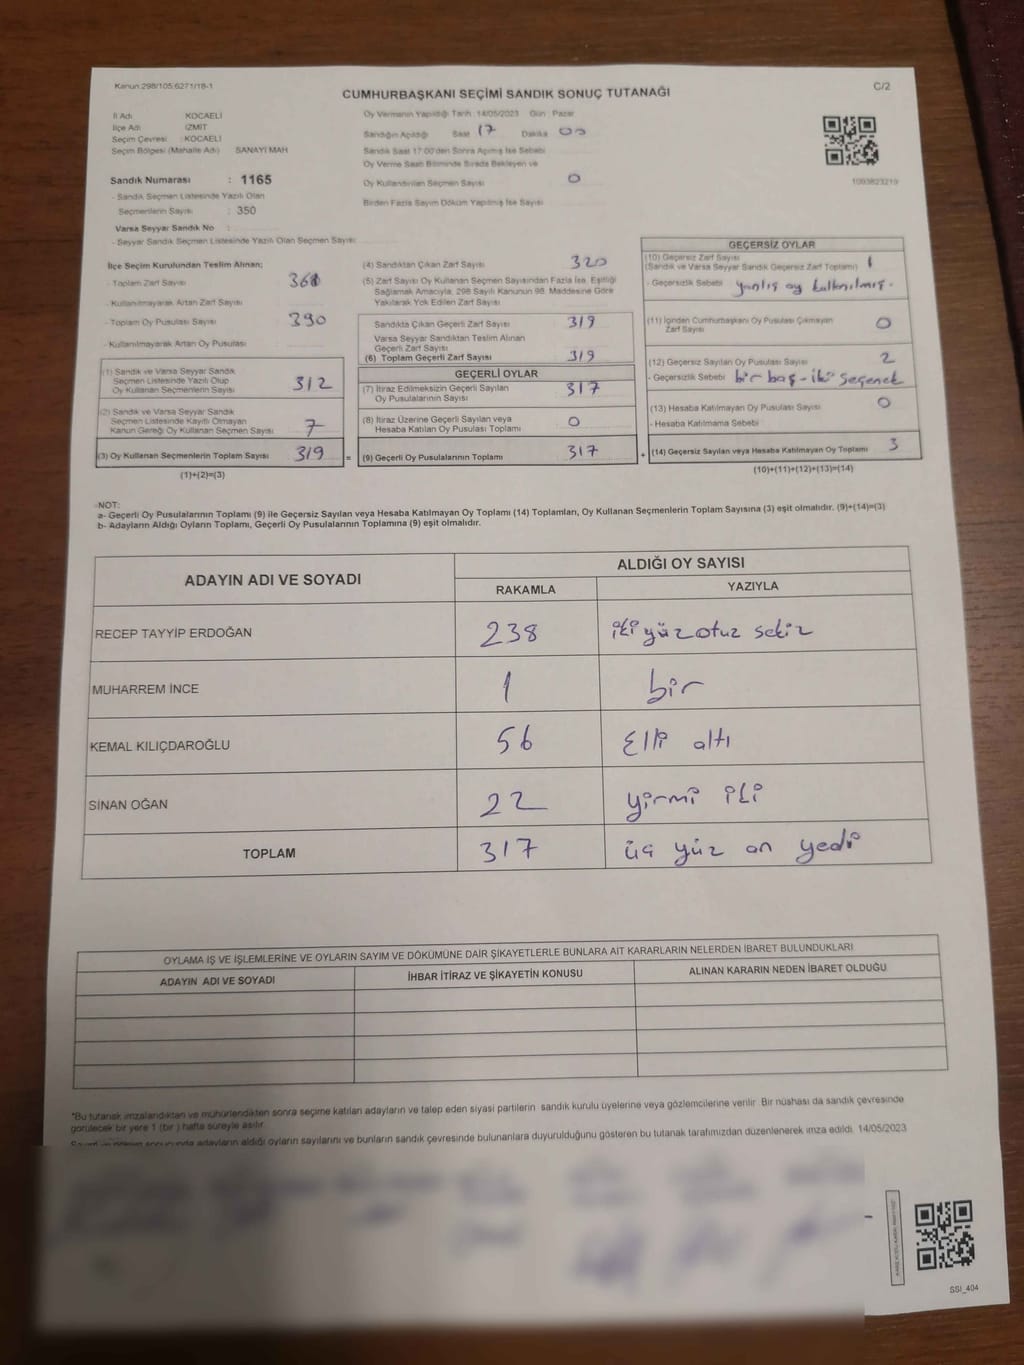 Kanun:298/105;6271/18-1
CUMHURBAŞKANI SEÇİMİ SANDIK SONUÇ TUTANAĞI
C/2
İl Adı KOCAELİ
İlçe Adı İZMİT
Seçim Çevresi : KOCAELİ
Seçim Bölgesi (Mahalle Adı) SANAYİ MAH
Oy Vermenin Yapıldığı Tarih : 14/05/2023 Gün : Pazar
Sandığın Açıldığı Saat 17 Dakika 00
Sandık Saat 17:00'den Sonra Açılmış İse Sebebi
Oy Verme Saati Bitiminde Sırada Bekleyen ve
Oy Kullandırılan Seçmen Sayısı 0
Birden Fazla Sayım Döküm Yapılmış İse Sayısı
1003823219
Sandık Numarası : 1165
- Sandık Seçmen Listesinde Yazılı Olan
Seçmenlerin Sayısı : 350
Varsa Seyyar Sandık No :
- Seyyar Sandık Seçmen Listesinde Yazılı Olan Seçmen Sayısı
İlçe Seçim Kurulundan Teslim Alınan;
- Toplam Zarf Sayısı
- Kullanılmayarak Artan Zarf Sayısı
- Toplam Oy Pusulası Sayısı 390
- Kullanılmayarak Artan Oy Pusulası
(1) Sandık ve Varsa Seyyar Sandık
Seçmen Listesinde Yazılı Olup
Oy Kullanan Seçmenlerin Sayısı 312
(2) Sandık ve Varsa Seyyar Sandık
Seçmen Listesinde Kayıtlı Olmayan
Kanun Gereği Oy Kullanan Seçmen Sayısı 7
(3) Oy Kullanan Seçmenlerin Toplam Sayısı 319 =
(1)+(2)=(3)
(4) Sandıktan Çıkan Zarf Sayısı 320
(5) Zarf Sayısı Oy Kullanan Seçmen Sayısından Fazla İse, Eşitliği
Sağlamak Amacıyla, 298 Sayılı Kanunun 98. Maddesine Göre
Yakılarak Yok Edilen Zarf Sayısı
Sandıkta Çıkan Geçerli Zarf Sayısı 319
Varsa Seyyar Sandıktan Teslim Alınan
Geçerli Zarf Sayısı
(6) Toplam Geçerli Zarf Sayısı 319
GEÇERLİ OYLAR
(7) İtiraz Edilmeksizin Geçerli Sayılan
Oy Pusulalarının Sayısı 317
(8) İtiraz Üzerine Geçerli Sayılan veya
Hesaba Katılan Oy Pusulası Toplamı 0
(9) Geçerli Oy Pusulalarının Toplamı 317 +
GEÇERSİZ OYLAR
(10) Geçersiz Zarf Sayısı
(Sandık ve Varsa Seyyar Sandık Geçersiz Zarf Toplamı) 1
- Geçersizlik Sebebi yanlış oy kullanılmış.
(11) İçinden Cumhurbaşkanı Oy Pusulası Çıkmayan
Zarf Sayısı 0
(12) Geçersiz Sayılan Oy Pusulası Sayısı 2
- Geçersizlik Sebebi bir boş - iki seçenek
(13) Hesaba Katılmayan Oy Pusulası Sayısı 0
- Hesaba Katılmama Sebebi
(14) Geçersiz Sayılan veya Hesaba Katılmayan Oy Toplamı 3
(10)+(11)+(12)+(13)=(14)
NOT:
a- Geçerli Oy Pusulalarının Toplamı (9) ile Geçersiz Sayılan veya Hesaba Katılmayan Oy Toplamı (14) Toplamları, Oy Kullanan Seçmenlerin Toplam Sayısına (3) eşit olmalıdır. (9)+(14)=(3)
b- Adayların Aldığı Oyların Toplamı, Geçerli Oy Pusulalarının Toplamına (9) eşit olmalıdır.
ADAYIN ADI VE SOYADI
ALDIĞI OY SAYISI
RAKAMLA YAZIYLA
RECEP TAYYİP ERDOĞAN 238 iki yüz otuz sekiz
MUHARREM İNCE 1 bir
KEMAL KILIÇDAROĞLU 56 Elli altı
SİNAN OĞAN 22 yirmi iki
TOPLAM 317 üç yüz on yedi
OYLAMA İŞ VE İŞLEMLERİNE VE OYLARIN SAYIM VE DÖKÜMÜNE DAİR ŞİKAYETLERLE BUNLARA AİT KARARLARIN NELERDEN İBARET BULUNDUKLARI
ADAYIN ADI VE SOYADI İHBAR İTİRAZ VE ŞİKAYETİN KONUSU ALINAN KARARIN NEDEN İBARET OLDUĞU
*Bu tutanak imzalandıktan ve mühürlendikten sonra seçime katılan adayların ve talep eden siyasi partilerin sandık kurulu üyelerine veya gözlemcilerine verilir. Bir nüshası da sandık çevresinde
görülecek bir yere 1 (bir ) hafta süreyle asılır.
adayların aldığı oyların sayılarını ve bunların sandık çevresinde bulunanlara duyurulduğunu gösteren bu tutanak tarafımızdan düzenlenerek imza edildi. 14/05/2023
SSI_404